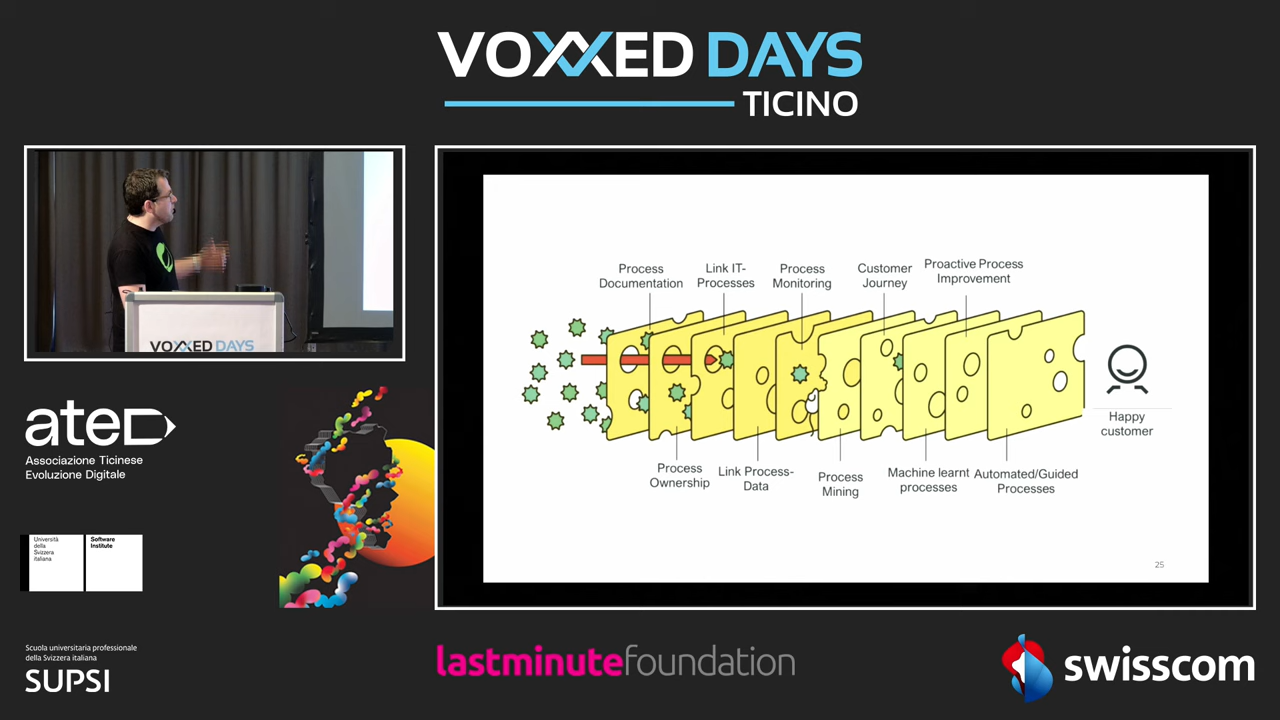 VOXXED DAYS
TICINO
VOXXED DAYS
Process
Documentation
Link IT-
Processes
Process
Monitoring
Customer
Journey
Proactive Process
Improvement
Happy
customer
Process
Ownership
Link Process-
Data
Process
Mining
Machine learnt
processes
Automated/Guided
Processes
25
ated
Associazione Ticinese
Evoluzione Digitale
Università
della
Svizzera
italiana
Software
Institute
Scuola universitaria professionale
della Svizzera italiana
SUPSI
lastminutefoundation
swisscom